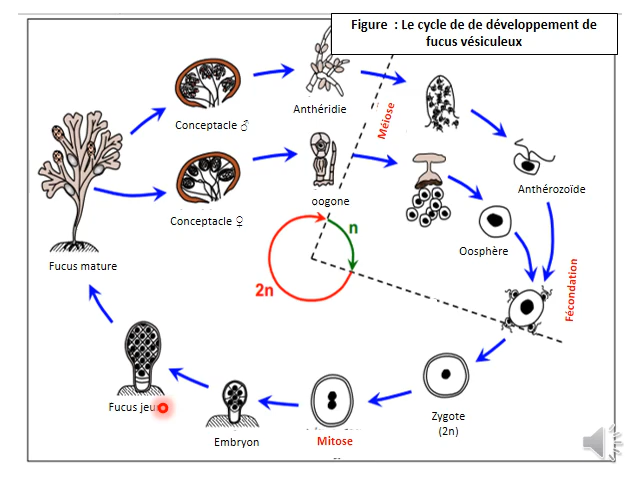 Figure : Le cycle de de développement de
fucus vésiculeux
Anthéridie
Conceptacle ♂
Méiose
Anthérozoïde
oogone
Conceptacle ♀
n
Oosphère
Fucus mature
2n
Fécondation
Fucus
Zygote
(2n)
Embryon
Mitose